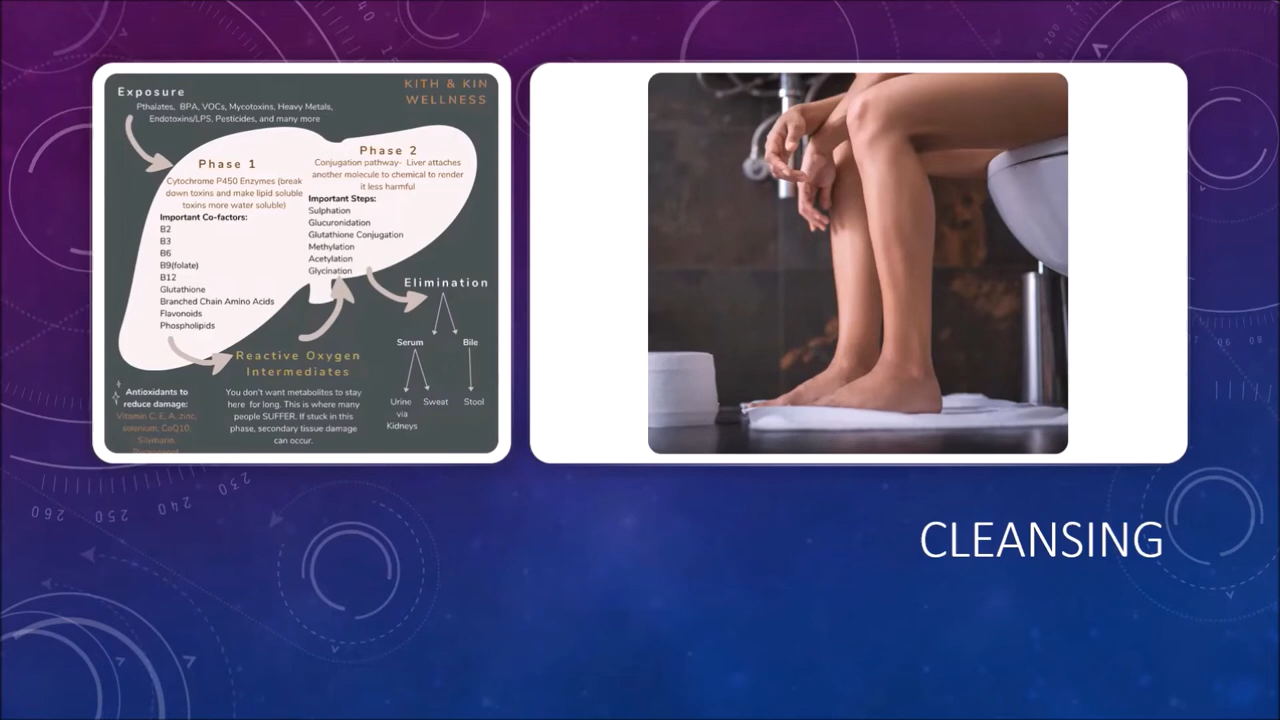 Exposure
KITH & KIN
WELLNESS
Pthalates, BPA, VOCs, Mycotoxins, Heavy Metals,
Endotoxins/LPS, Pesticides, and many more
Phase 1
Cytochrome P450 Enzymes (break
down toxins and make lipid soluble
toxins more water soluble)
Important Co-factors:
B2
B3
B6
B9(folate)
B12
Glutathione
Branched Chain Amino Acids
Flavonoids
Phospholipids
Phase 2
Conjugation pathway- Liver attaches
another molecule to chemical to render
it less harmful
Important Steps:
Sulphation
Glucuronidation
Glutathione Conjugation
Methylation
Acetylation
Glycination
Elimination
Serum
Bile
Urine
via
Kidneys
Sweat
Stool
Reactive Oxygen
Intermediates
You don't want metabolites to stay
here for long. This is where many
people SUFFER. If stuck in this
phase, secondary tissue damage
can occur.
Antioxidants to
reduce damage:
Vitamin C, E, A, zinc,
selenium, CoQ10,
Silymarin,
CLEANSING
260
250
240
230